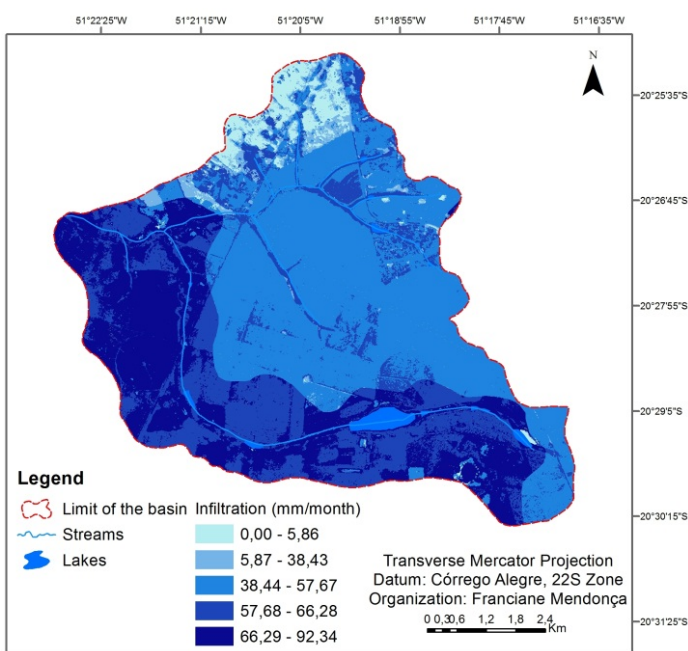 51°22'25"W 51°21'15"W 51°20'5"W 51°18'55"W 51°17'45"W 51°16'35"W
N
20°25'35"S
20°26'45"S
20°27'55"S
20°29'5"S
20°30'15"S
20°31'25"S
Legend
Limit of the basin
Streams
Lakes
Infiltration (mm/month)
0,00 - 5,86
5,87 - 38,43
38,44 - 57,67
57,68 - 66,28
66,29 - 92,34
Transverse Mercator Projection
Datum: Córrego Alegre, 22S Zone
Organization: Franciane Mendonça
0 0,30,6 1,2 1,8 2,4
Km